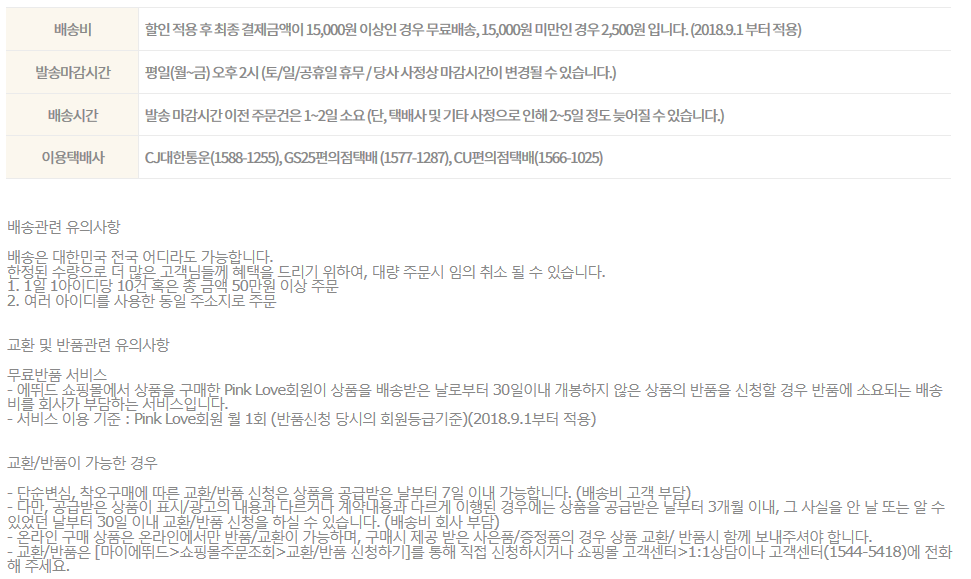 배송비 할인 적용 후 최종 결제금액이 15,000원 이상인 경우 무료배송, 15,000원 미만인 경우 2,500원 입니다. (2018.9.1 부터 적용)
발송마감시간 평일(월~금) 오후 2시 (토/일/공휴일 휴무 / 당사 사정상 마감시간이 변경될 수 있습니다.)
배송시간 발송 마감시간 이전 주문건은 1~2일 소요 (단, 택배사 및 기타 사정으로 인해 2~5일 정도 늦어질 수 있습니다.)
이용택배사 CJ대한통운(1588-1255), GS25편의점택배 (1577-1287), CU편의점택배(1566-1025)
배송관련 유의사항
배송은 대한민국 전국 어디라도 가능합니다.
한정된 수량으로 더 많은 고객님들께 혜택을 드리기 위하여, 대량 주문시 임의 취소 될 수 있습니다.
1. 1일 1아이디당 10건 혹은 총 금액 50만원 이상 주문
2. 여러 아이디를 사용한 동일 주소지로 주문
교환 및 반품관련 유의사항
무료반품 서비스
- 에뛰드 쇼핑몰에서 상품을 구매한 Pink Love회원이 상품을 배송받은 날로부터 30일이내 개봉하지 않은 상품의 반품을 신청할 경우 반품에 소요되는 배송
비를 회사가 부담하는 서비스입니다.
- 서비스 이용 기준 : Pink Love회원 월 1회 (반품신청 당시의 회원등급기준)(2018.9.1부터 적용)
교환/반품이 가능한 경우
- 단순변심, 착오구매에 따른 교환/반품 신청은 상품을 공급받은 날부터 7일 이내 가능합니다. (배송비 고객 부담)
- 다만, 공급받은 상품이 표시/광고의 내용과 다르거나 계약내용과 다르게 이행된 경우에는 상품을 공급받은 날부터 3개월 이내, 그 사실을 안 날 또는 알 수
있었던 날부터 30일 이내 교환/반품 신청을 하실 수 있습니다. (배송비 회사 부담)
- 온라인 구매 상품은 온라인에서만 반품/교환이 가능하며, 구매시 제공 받은 사은품/증정품의 경우 상품 교환/ 반품시 함께 보내주셔야 합니다.
- 교환/반품은 [마이에뛰드>쇼핑몰주문조회>교환/반품 신청하기]를 통해 직접 신청하시거나 쇼핑몰 고객센터>1:1상담이나 고객센터(1544-5418)에 전화
해 주세요.